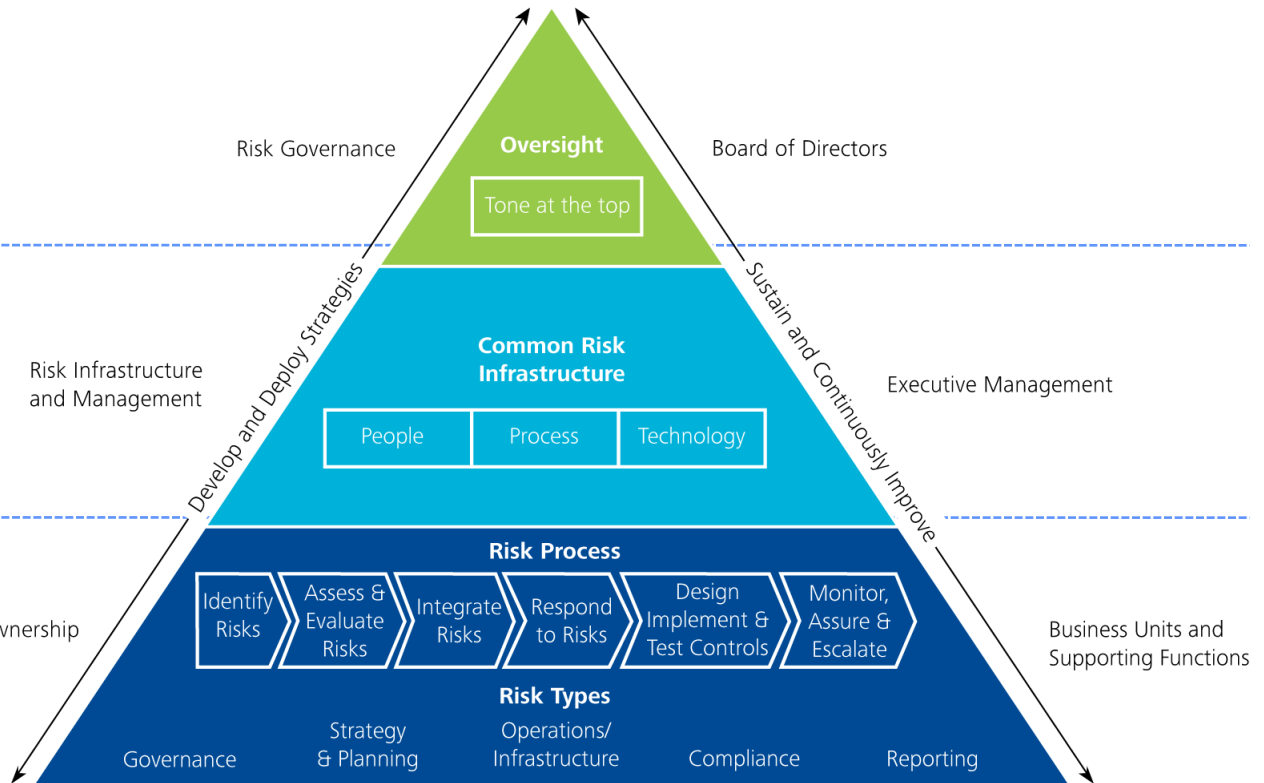 Risk Governance
Oversight
Board of Directors
Tone at the top
Develop and Deploy Strategies
Sustain and Continuously Improve
Risk Infrastructure
and Management
Common Risk
Infrastructure
Executive Management
People
Process
Technology
Risk Process
Identify
Risks
Assess &
Evaluate
Risks
Integrate
Risks
Respond
to Risks
Design
Implement &
Test Controls
Monitor,
Assure &
Escalate
Business Units and
Supporting Functions
Risk Types
Governance
Strategy
& Planning
Operations/
Infrastructure
Compliance
Reporting